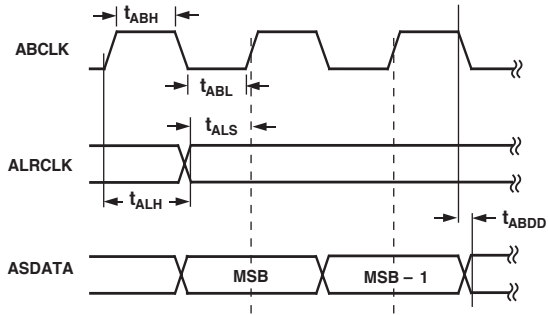 tABH
ABCLK
tABL
tALS
ALRCLK
tALH
tABDD
ASDATA
MSB
MSB – 1